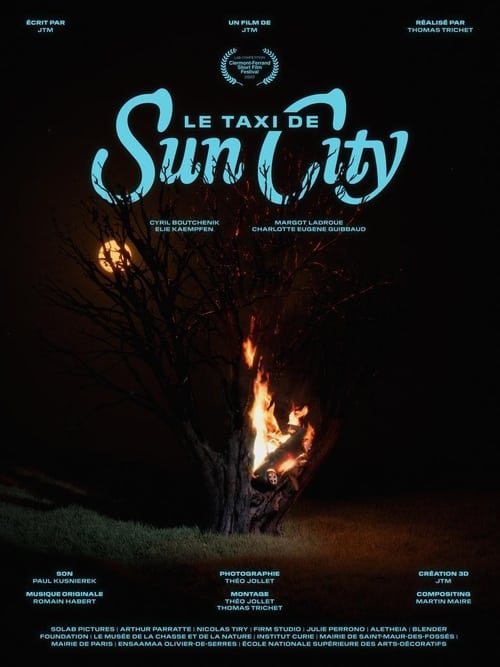 ÉCRIT PAR
JTM
UN FILM DE
JTM
RÉALISÉ PAR
THOMAS TRICHET
LAB COMPETITION
Clermont-Ferrand
Short Film
Festival
LE TAXI DE
Sun City
CYRIL BOUTCHENIK
MARGOT LADROUE
ELIE KAEMPFEN
CHARLOTTE EUGENE GUIBBAUD
SON
PAUL KUSNIEREK
MUSIQUE ORIGINALE
ROMAIN HABERT
PHOTOGRAPHIE
THÉO JOLLET
MONTAGE
THÉO JOLLET
THOMAS TRICHET
CRÉATION 3D
JTM
COMPOSITING
MARTIN MAIRE
SOLAB PICTURES | ARTHUR PARRATTE | NICOLAS TIRY | FIRM STUDIO | JULIE PERRONO | ALETHEIA | BLENDER
FOUNDATION | LE MUSÉE DE LA CHASSE ET DE LA NATURE | INSTITUT CURIE | MAIRIE DE SAINT-MAUR-DES-FOSSÉS |
MAIRIE DE PARIS | ENSAAMAA OLIVIER-DE-SERRES | ÉCOLE NATIONALE SUPÉRIEURE DES ARTS-DÉCORATIFS